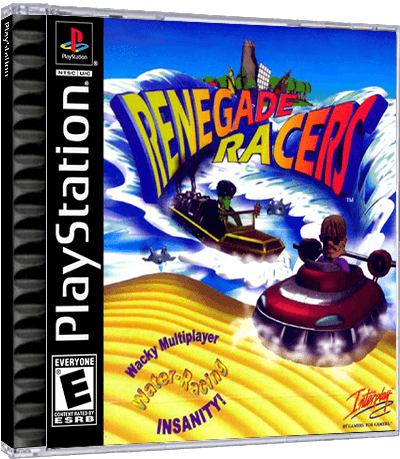 PlayStation
PlayStation
NTSC U/C
PlayStation
RENEGADE
RACERS
TM
Wacky Multiplayer
Water-Racing
INSANITY!
EVERYONE
E
CONTENT RATED BY
ESRB
Interplay
BY GAMERS FOR GAMERS.